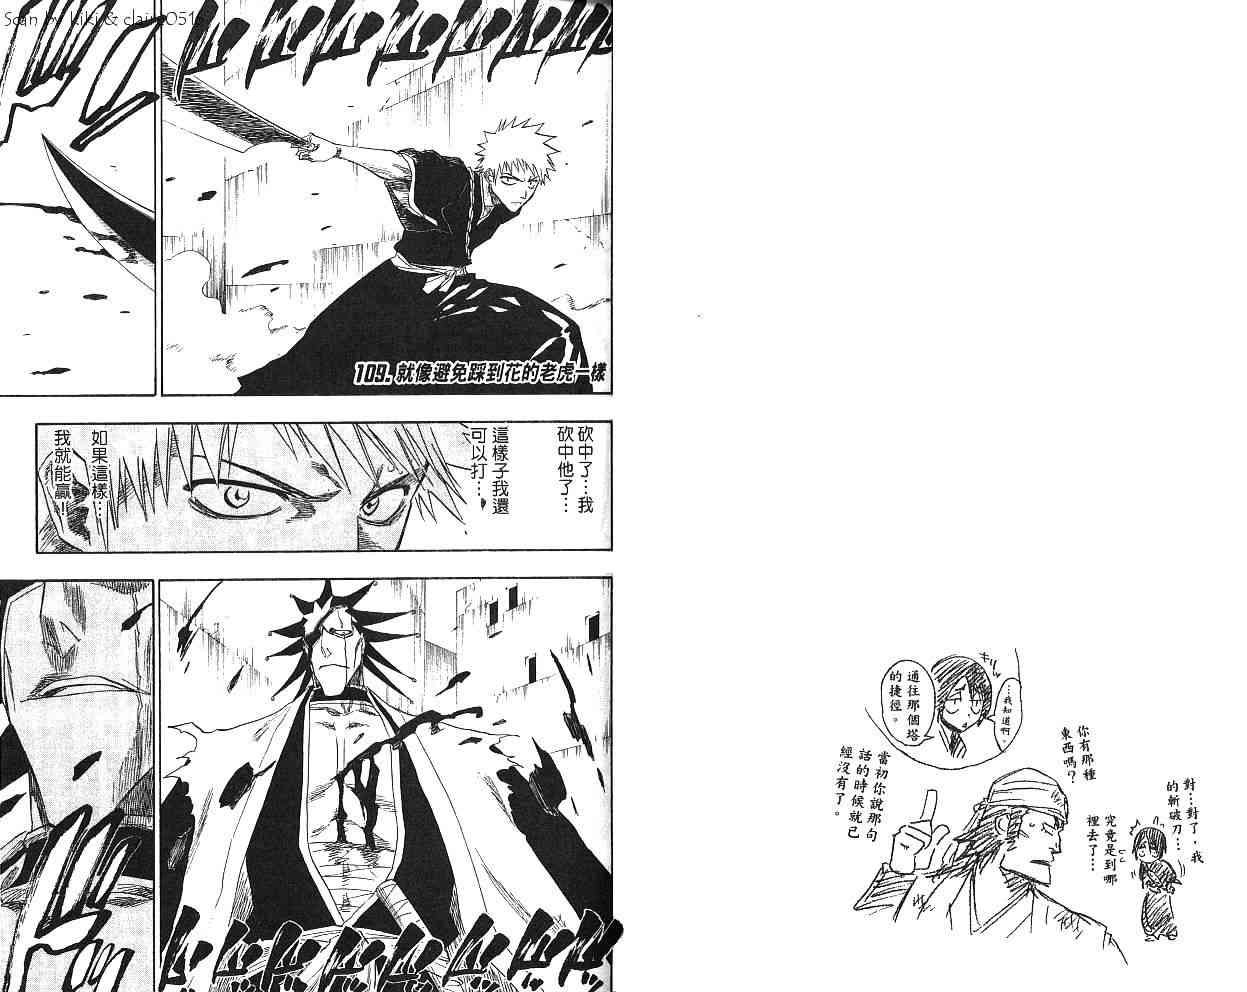 Scan by kiki & claire051
109. 就像避免踩到花的老虎一樣
砍中了…我
砍中他了…
這樣子我還
可以打…
如果這樣…
我就能贏！
…我知道啊。
通往那個塔
的捷徑。
你有那種
東西嗎？
當初你說那句
話的時候就已
經沒有了。
對…對了，我
的斬破刀…
究竟是到哪
裡去了…